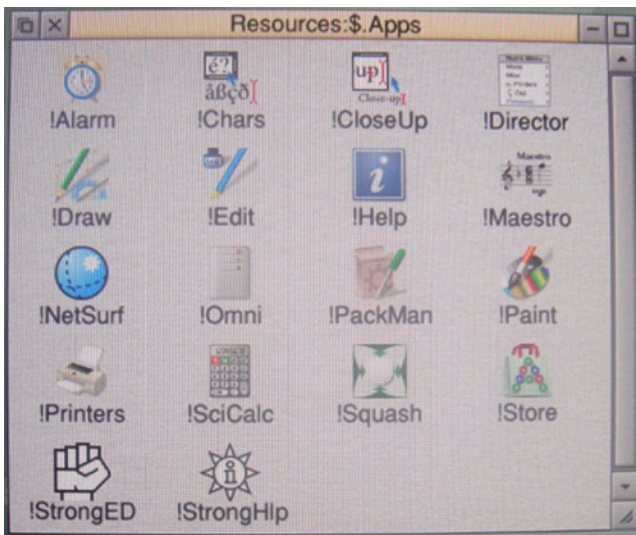 Resources:$.Apps
!Alarm !Chars !CloseUp !Director
!Draw !Edit !Help !Maestro
!NetSurf !Omni !PackMan !Paint
!Printers !SciCalc !Squash !Store
!StrongED !StrongHlp